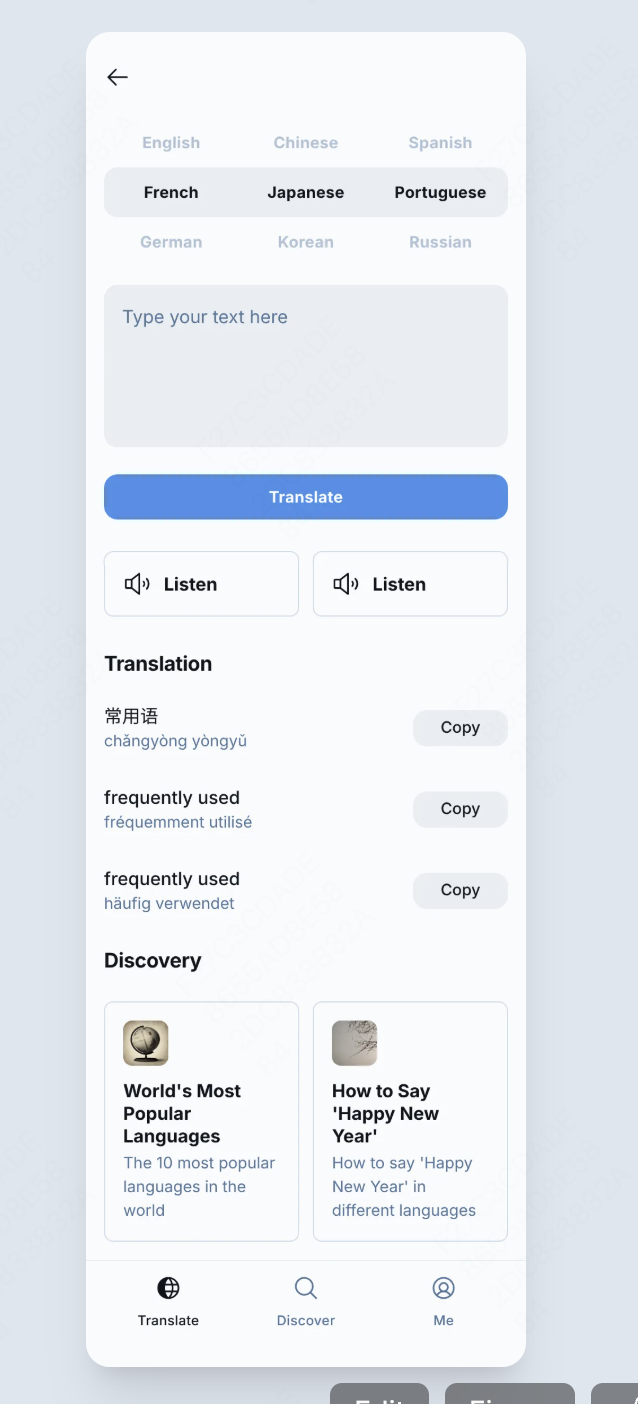 English Chinese Spanish
French Japanese Portuguese
German Korean Russian
Type your text here
Translate
Listen Listen
Translation
常用语
chǎngyòng yòngyǔ
Copy
frequently used
fréquemment utilisé
Copy
frequently used
häufig verwendet
Copy
Discovery
World's Most
Popular
Languages
The 10 most popular
languages in the
world
How to Say
'Happy New
Year'
How to say 'Happy
New Year' in
different languages
Translate Discover Me